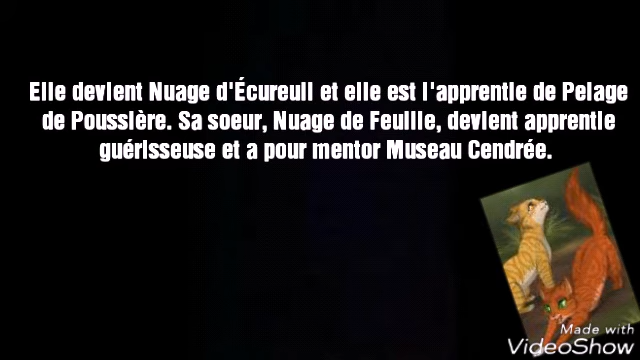 Elle devient Nuage d'Écureuil et elle est l'apprentie de Pelage
de Poussière. Sa soeur, Nuage de Feuille, devient apprentie
guérisseuse et a pour mentor Museau Cendrée.
Made with
VideoShow